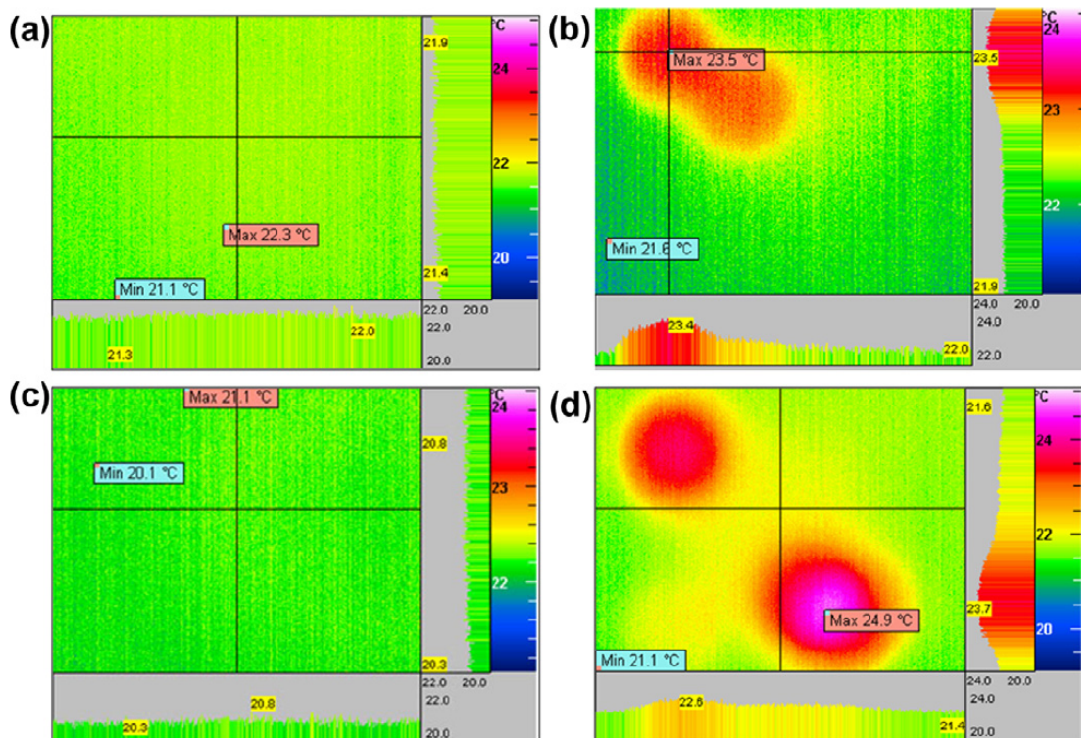 (a)
°C
21.9
24
22
Max 22.3 °C
21.4
20
Min 21.1 °C
22.0 20.0
22.0
22.0
21.3
20.0
(b)
°C
24
Max 23.5 °C
23.5
23
22
Min 21.6 °C
21.9
24.0 20.0
24.0
23.4
22.0
22.0
(c)
Max 21.1 °C
°C
24
20.8
Min 20.1 °C
23
22
20.3
22.0 20.0
22.0
20.8
20.3
20.0
(d)
°C
21.6
24
22
23.7
Max 24.9 °C
20
Min 21.1 °C
24.0 20.0
22.6
24.0
21.4
20.0